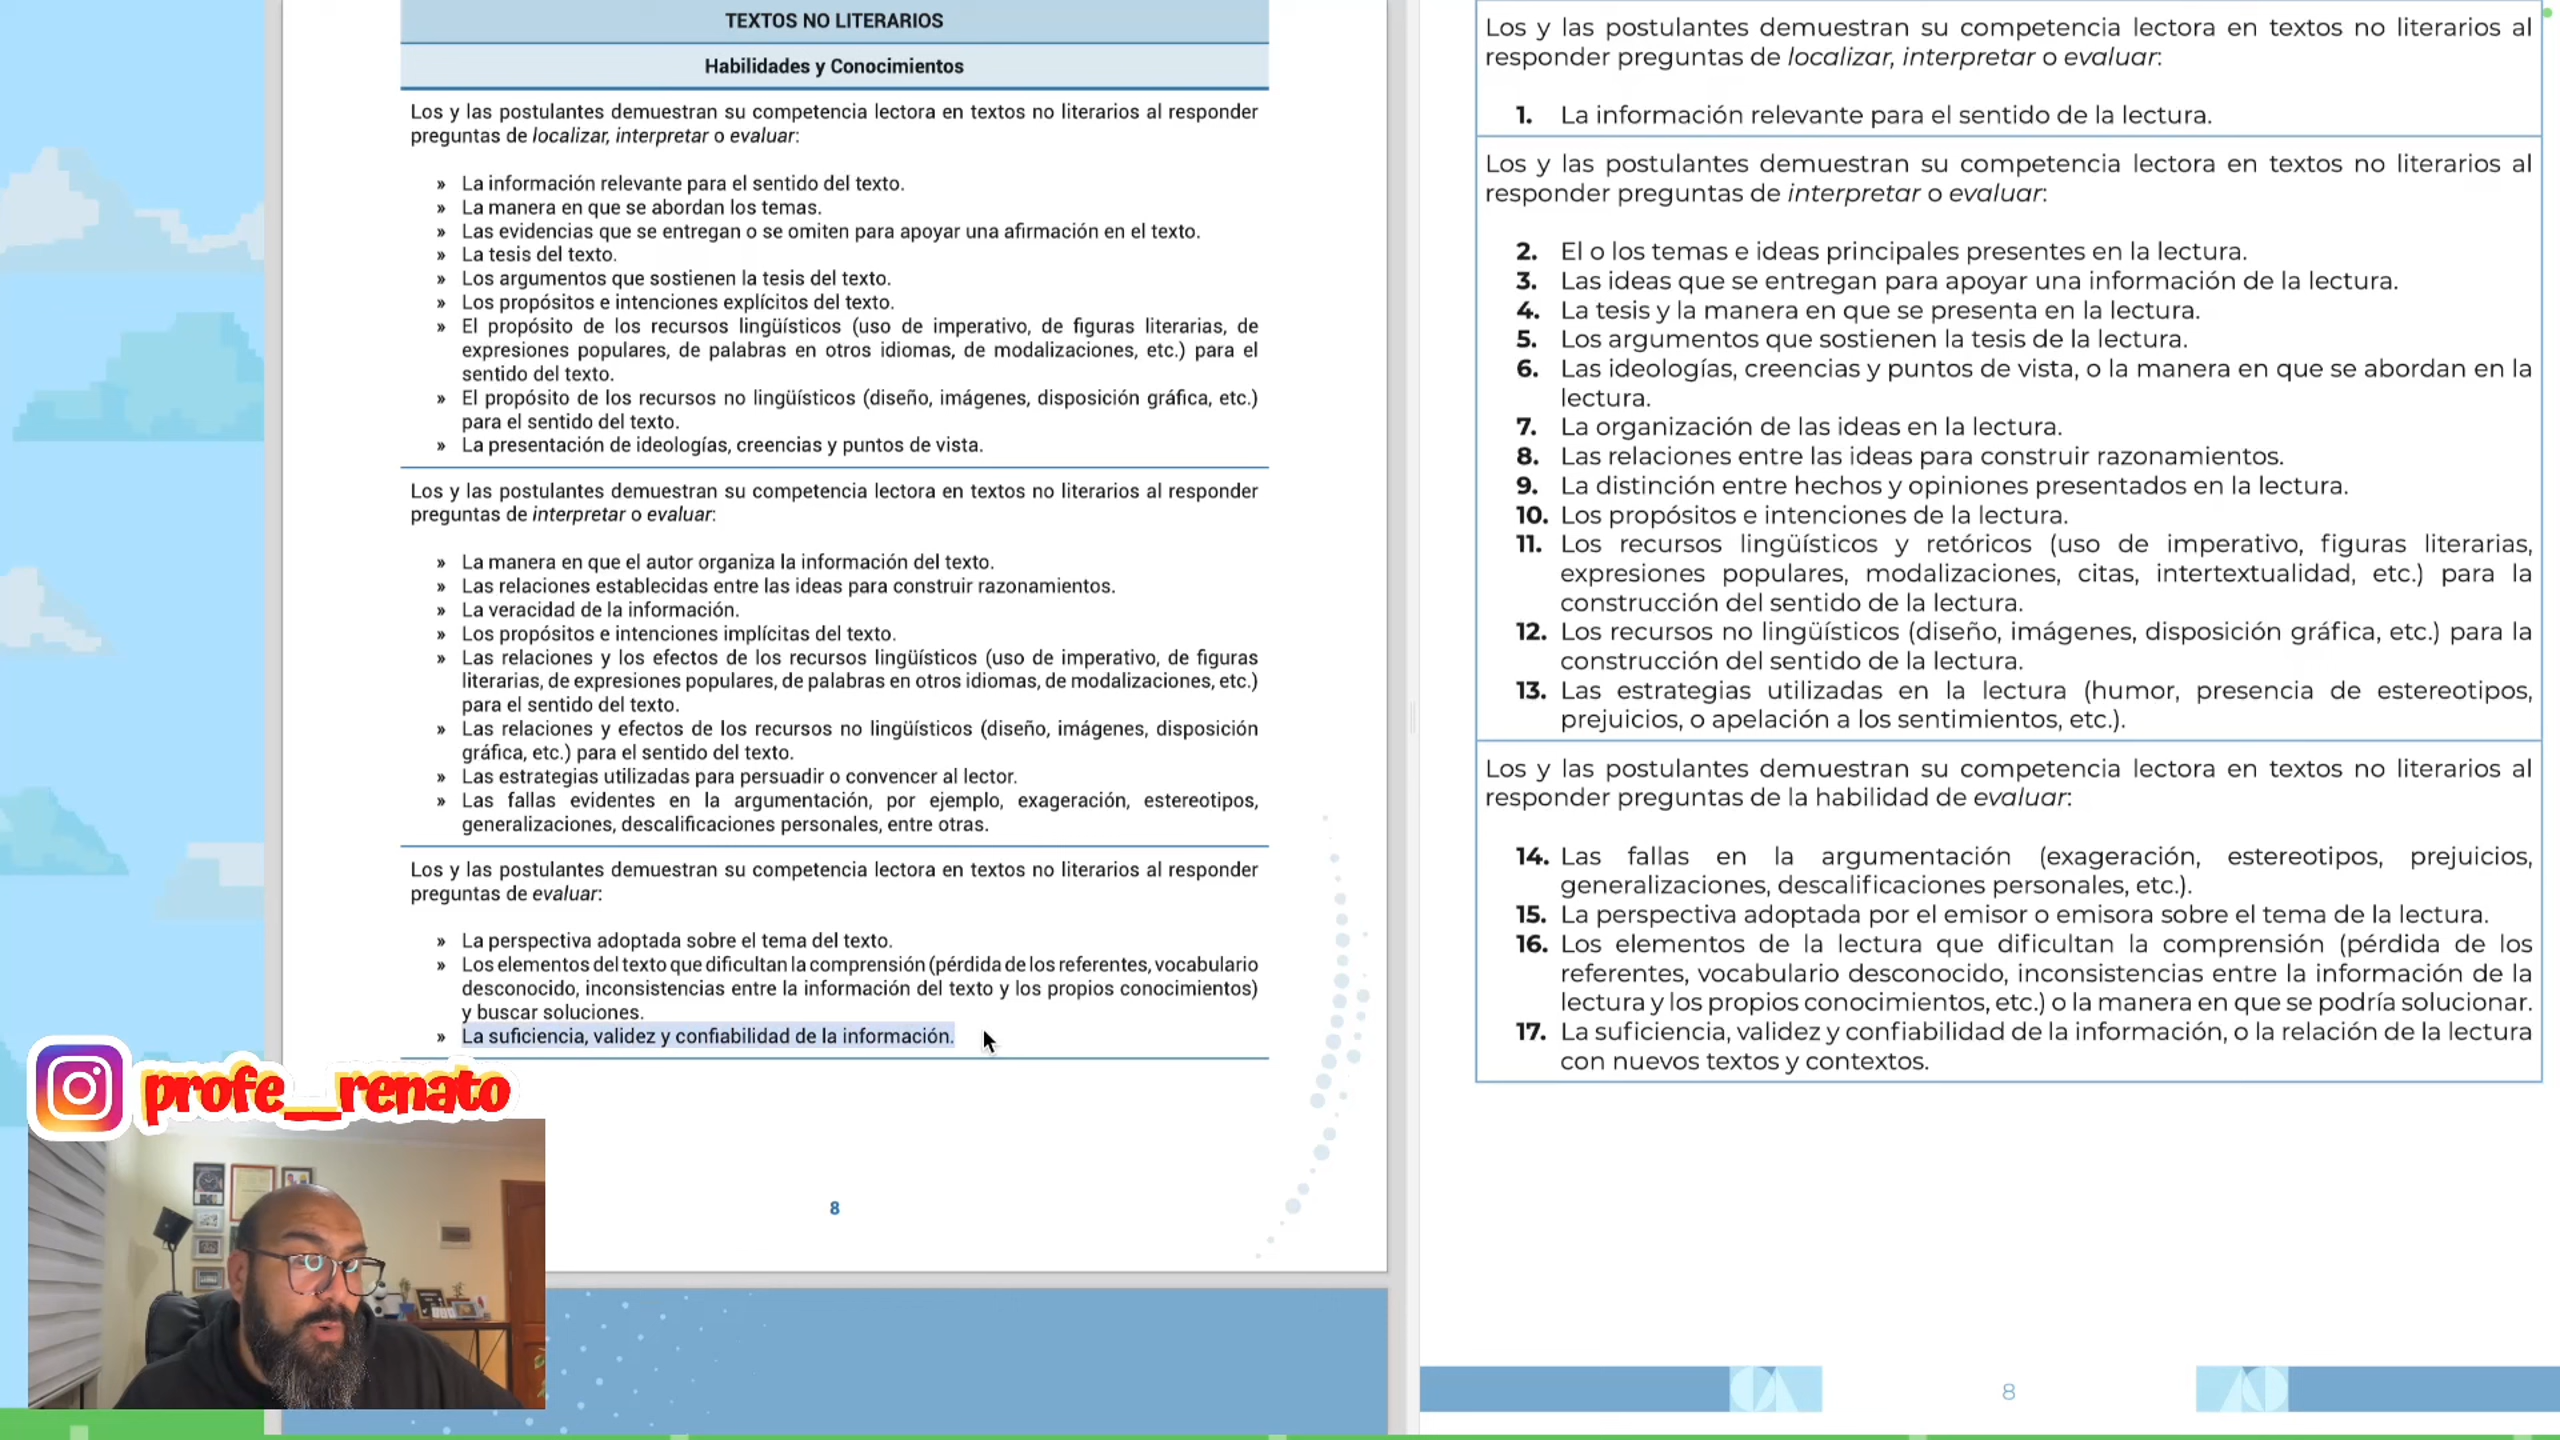 TEXTOS NO LITERARIOS
Habilidades y Conocimientos
Los y las postulantes demuestran su competencia lectora en textos no literarios al responder
preguntas de localizar, interpretar o evaluar:
» La información relevante para el sentido del texto.
» La manera en que se abordan los temas.
» Las evidencias que se entregan o se omiten para apoyar una afirmación en el texto.
» La tesis del texto.
» Los argumentos que sostienen la tesis del texto.
» Los propósitos e intenciones explícitos del texto.
» El propósito de los recursos lingüísticos (uso de imperativo, de figuras literarias, de
expresiones populares, de palabras en otros idiomas, de modalizaciones, etc.) para el
sentido del texto.
» El propósito de los recursos no lingüísticos (diseño, imágenes, disposición gráfica, etc.)
para el sentido del texto.
» La presentación de ideologías, creencias y puntos de vista.
Los y las postulantes demuestran su competencia lectora en textos no literarios al responder
preguntas de interpretar o evaluar:
» La manera en que el autor organiza la información del texto.
» Las relaciones establecidas entre las ideas para construir razonamientos.
» La veracidad de la información.
» Los propósitos e intenciones implícitas del texto.
» Las relaciones y los efectos de los recursos lingüísticos (uso de imperativo, de figuras
literarias, de expresiones populares, de palabras en otros idiomas, de modalizaciones, etc.)
para el sentido del texto.
» Las relaciones y efectos de los recursos no lingüísticos (diseño, imágenes, disposición
gráfica, etc.) para el sentido del texto.
» Las estrategias utilizadas para persuadir o convencer al lector.
» Las fallas evidentes en la argumentación, por ejemplo, exageración, estereotipos,
generalizaciones, descalificaciones personales, entre otras.
Los y las postulantes demuestran su competencia lectora en textos no literarios al responder
preguntas de evaluar:
» La perspectiva adoptada sobre el tema del texto.
» Los elementos del texto que dificultan la comprensión (pérdida de los referentes, vocabulario
desconocido, inconsistencias entre la información del texto y los propios conocimientos)
y buscar soluciones.
» La suficiencia, validez y confiabilidad de la información.
8
profe__renato
Los y las postulantes demuestran su competencia lectora en textos no literarios al
responder preguntas de localizar, interpretar o evaluar:
1. La información relevante para el sentido de la lectura.
Los y las postulantes demuestran su competencia lectora en textos no literarios al
responder preguntas de interpretar o evaluar:
2. El o los temas e ideas principales presentes en la lectura.
3. Las ideas que se entregan para apoyar una información de la lectura.
4. La tesis y la manera en que se presenta en la lectura.
5. Los argumentos que sostienen la tesis de la lectura.
6. Las ideologías, creencias y puntos de vista, o la manera en que se abordan en la
lectura.
7. La organización de las ideas en la lectura.
8. Las relaciones entre las ideas para construir razonamientos.
9. La distinción entre hechos y opiniones presentados en la lectura.
10. Los propósitos e intenciones de la lectura.
11. Los recursos lingüísticos y retóricos (uso de imperativo, figuras literarias,
expresiones populares, modalizaciones, citas, intertextualidad, etc.) para la
construcción del sentido de la lectura.
12. Los recursos no lingüísticos (diseño, imágenes, disposición gráfica, etc.) para la
construcción del sentido de la lectura.
13. Las estrategias utilizadas en la lectura (humor, presencia de estereotipos,
prejuicios, o apelación a los sentimientos, etc.).
Los y las postulantes demuestran su competencia lectora en textos no literarios al
responder preguntas de la habilidad de evaluar:
14. Las fallas en la argumentación (exageración, estereotipos, prejuicios,
generalizaciones, descalificaciones personales, etc.).
15. La perspectiva adoptada por el emisor o emisora sobre el tema de la lectura.
16. Los elementos de la lectura que dificultan la comprensión (pérdida de los
referentes, vocabulario desconocido, inconsistencias entre la información de la
lectura y los propios conocimientos, etc.) o la manera en que se podría solucionar.
17. La suficiencia, validez y confiabilidad de la información, o la relación de la lectura
con nuevos textos y contextos.
8